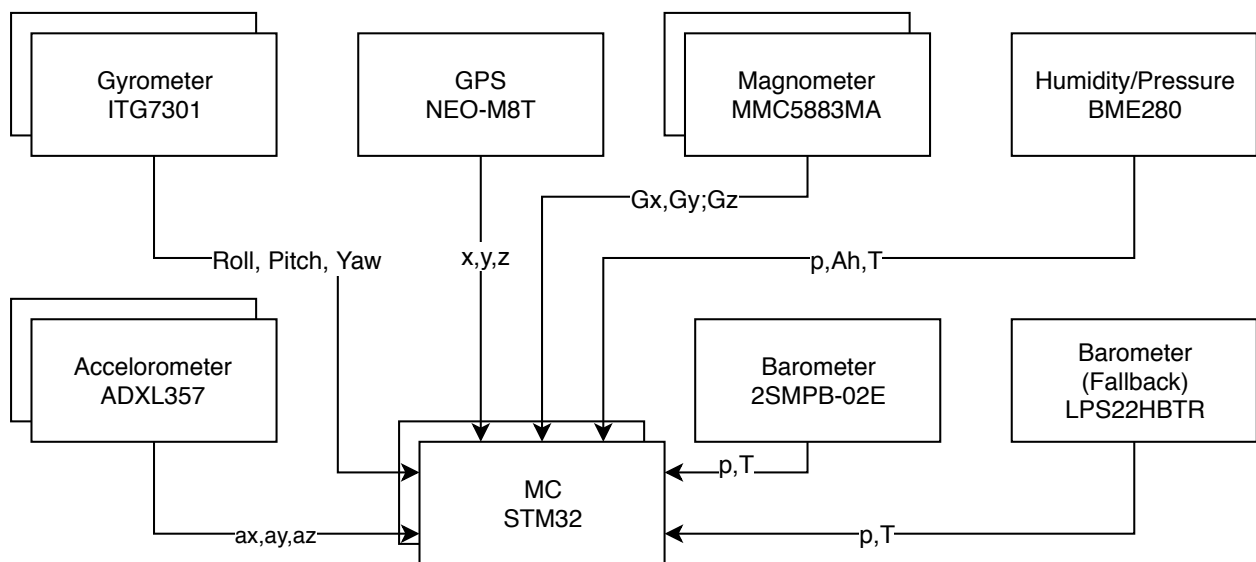 Gyrometer
ITG7301
GPS
NEO-M8T
Magnometer
MMC5883MA
Humidity/Pressure
BME280
Gx,Gy;Gz
Roll, Pitch, Yaw
x,y,z
p,Ah,T
Accelorometer
ADXL357
Barometer
2SMPB-02E
Barometer
(Fallback)
LPS22HBTR
p,T
MC
STM32
ax,ay,az
p,T